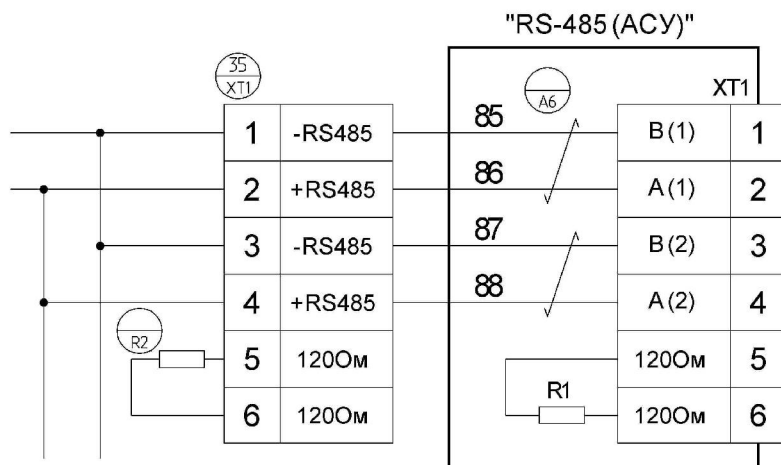 "RS-485 (АСУ)"
35
XT1
A6
XT1
1 -RS485 85 B (1) 1
2 +RS485 86 A (1) 2
3 -RS485 87 B (2) 3
4 +RS485 88 A (2) 4
R2
5 120Ом 120Ом 5
R1
6 120Ом 120Ом 6